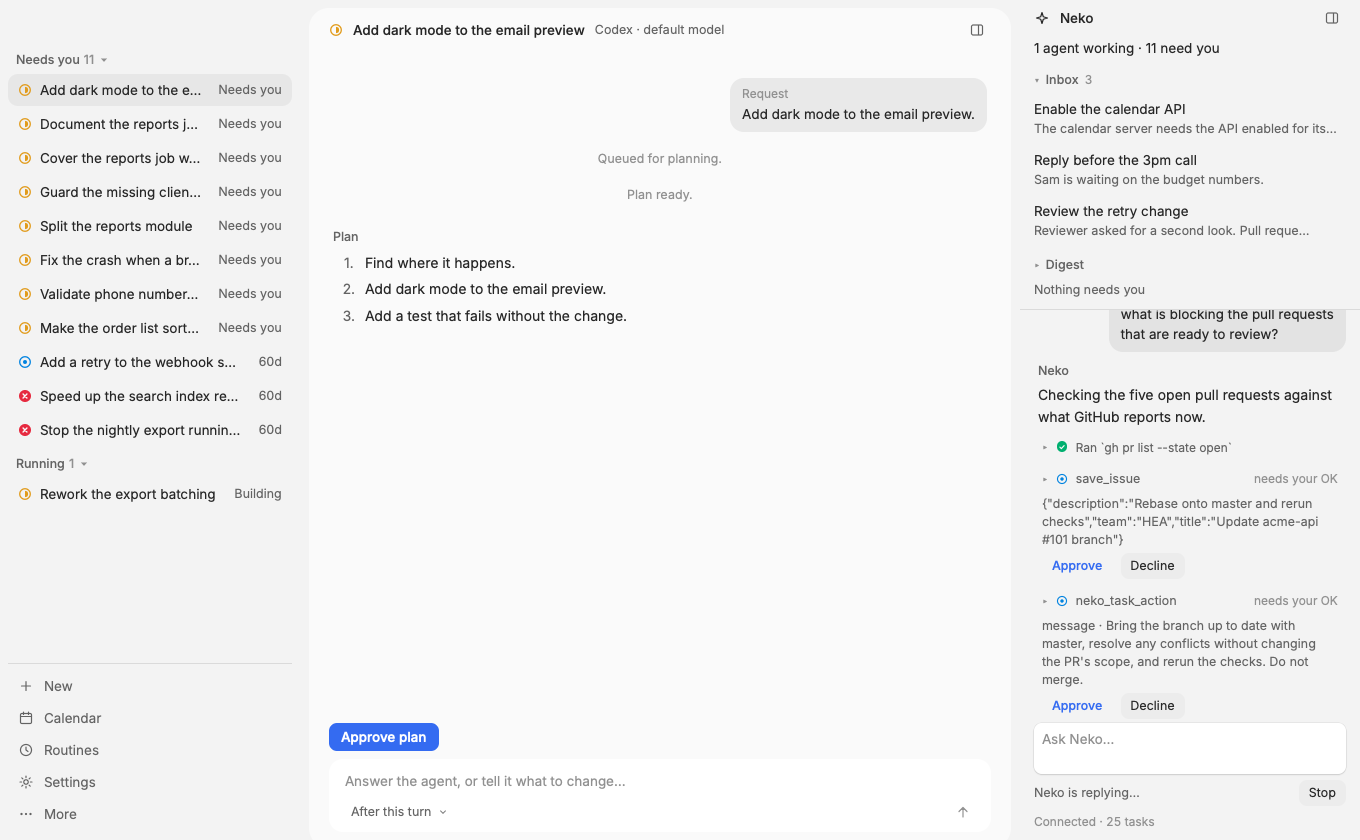 Needs you 11
Add dark mode to the e... Needs you
Document the reports j... Needs you
Cover the reports job w... Needs you
Guard the missing clien... Needs you
Split the reports module Needs you
Fix the crash when a br... Needs you
Validate phone number... Needs you
Make the order list sort... Needs you
Add a retry to the webhook s... 60d
Speed up the search index re... 60d
Stop the nightly export runnin... 60d
Running 1
Rework the export batching Building
New
Calendar
Routines
Settings
More
Add dark mode to the email preview Codex · default model
Request
Add dark mode to the email preview.
Queued for planning.
Plan ready.
Plan
1. Find where it happens.
2. Add dark mode to the email preview.
3. Add a test that fails without the change.
Approve plan
Answer the agent, or tell it what to change...
After this turn
Neko
1 agent working · 11 need you
Inbox 3
Enable the calendar API
The calendar server needs the API enabled for its...
Reply before the 3pm call
Sam is waiting on the budget numbers.
Review the retry change
Reviewer asked for a second look. Pull reque...
Digest
Nothing needs you
what is blocking the pull requests
that are ready to review?
Neko
Checking the five open pull requests against
what GitHub reports now.
Ran `gh pr list --state open`
save_issue needs your OK
{"description":"Rebase onto master and rerun
checks","team":"HEA","title":"Update acme-api
#101 branch"}
Approve Decline
neko_task_action needs your OK
message · Bring the branch up to date with
master, resolve any conflicts without changing
the PR's scope, and rerun the checks. Do not
merge.
Approve Decline
Ask Neko...
Neko is replying... Stop
Connected · 25 tasks